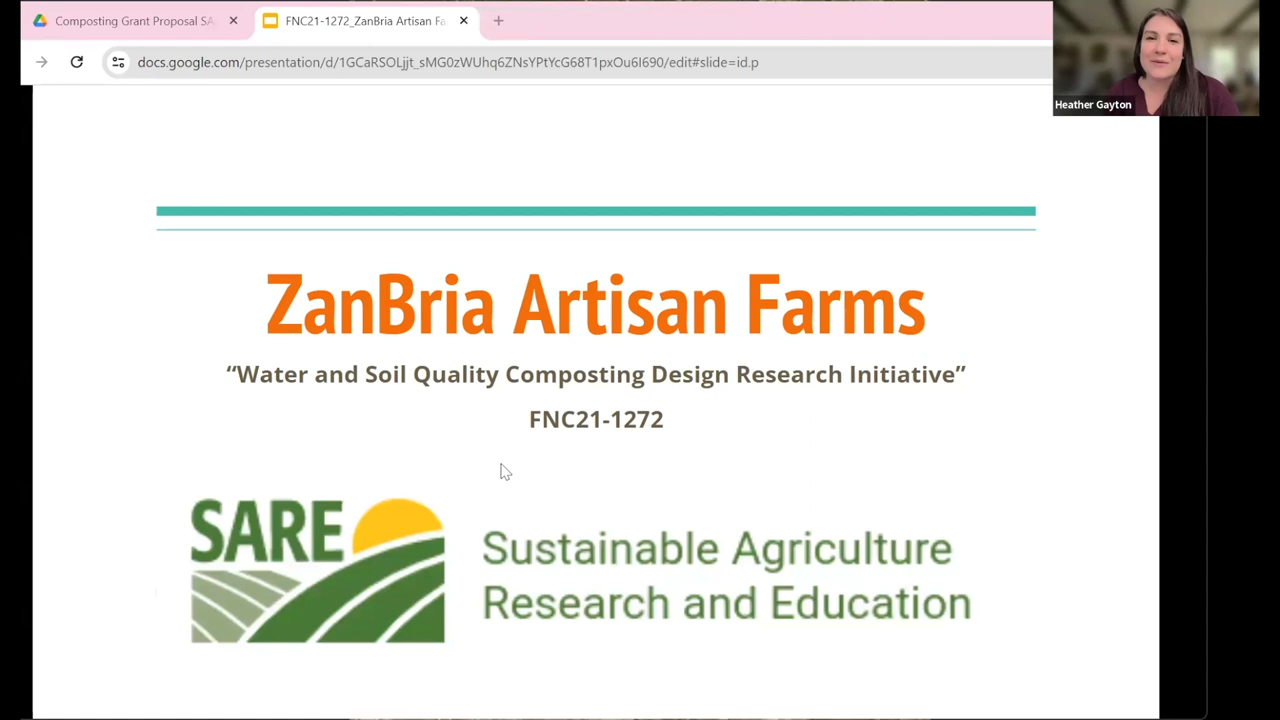 Composting Grant Proposal SA
FNC21-1272_ZanBria Artisan Fa
docs.google.com/presentation/d/1GCaRSOLjjt_sMG02WtUhq6ZNsYPtYcG68T1pxOu6I690/edit#slide=id.p
Heather Gayton
ZanBria Artisan Farms
“Water and Soil Quality Composting Design Research Initiative”
FNC21-1272
SARE
Sustainable Agriculture
Research and Education